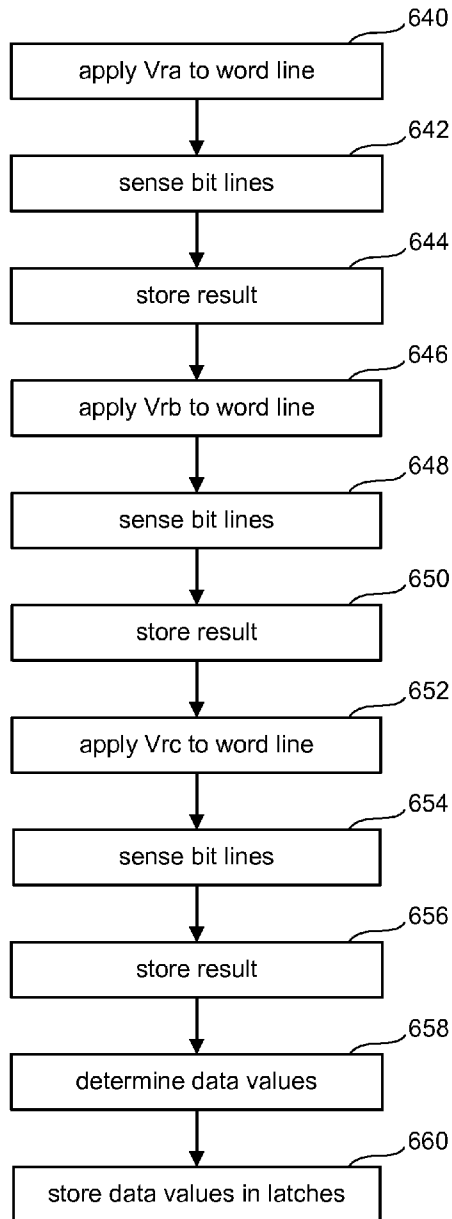 640
apply Vra to word line
642
sense bit lines
644
store result
646
apply Vrb to word line
648
sense bit lines
650
store result
652
apply Vrc to word line
654
sense bit lines
656
store result
658
determine data values
660
store data values in latches